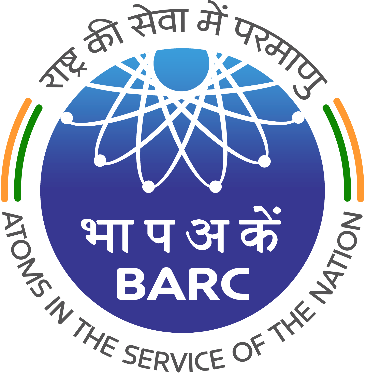 राष्ट्र की सेवा में परमाणु
भा प अ कें
BARC
ATOMS IN THE SERVICE OF THE NATION